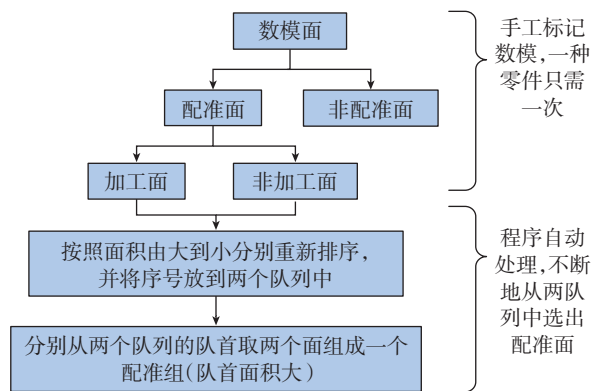 数模面
手工标记
数模,一种
零件只需
一次
配准面
非配准面
加工面
非加工面
按照面积由大到小分别重新排序,
并将序号放到两个队列中
程序自动
处理,不断
地从两队
列中选出
配准面
分别从两个队列的队首取两个面组成一个
配准组(队首面积大)